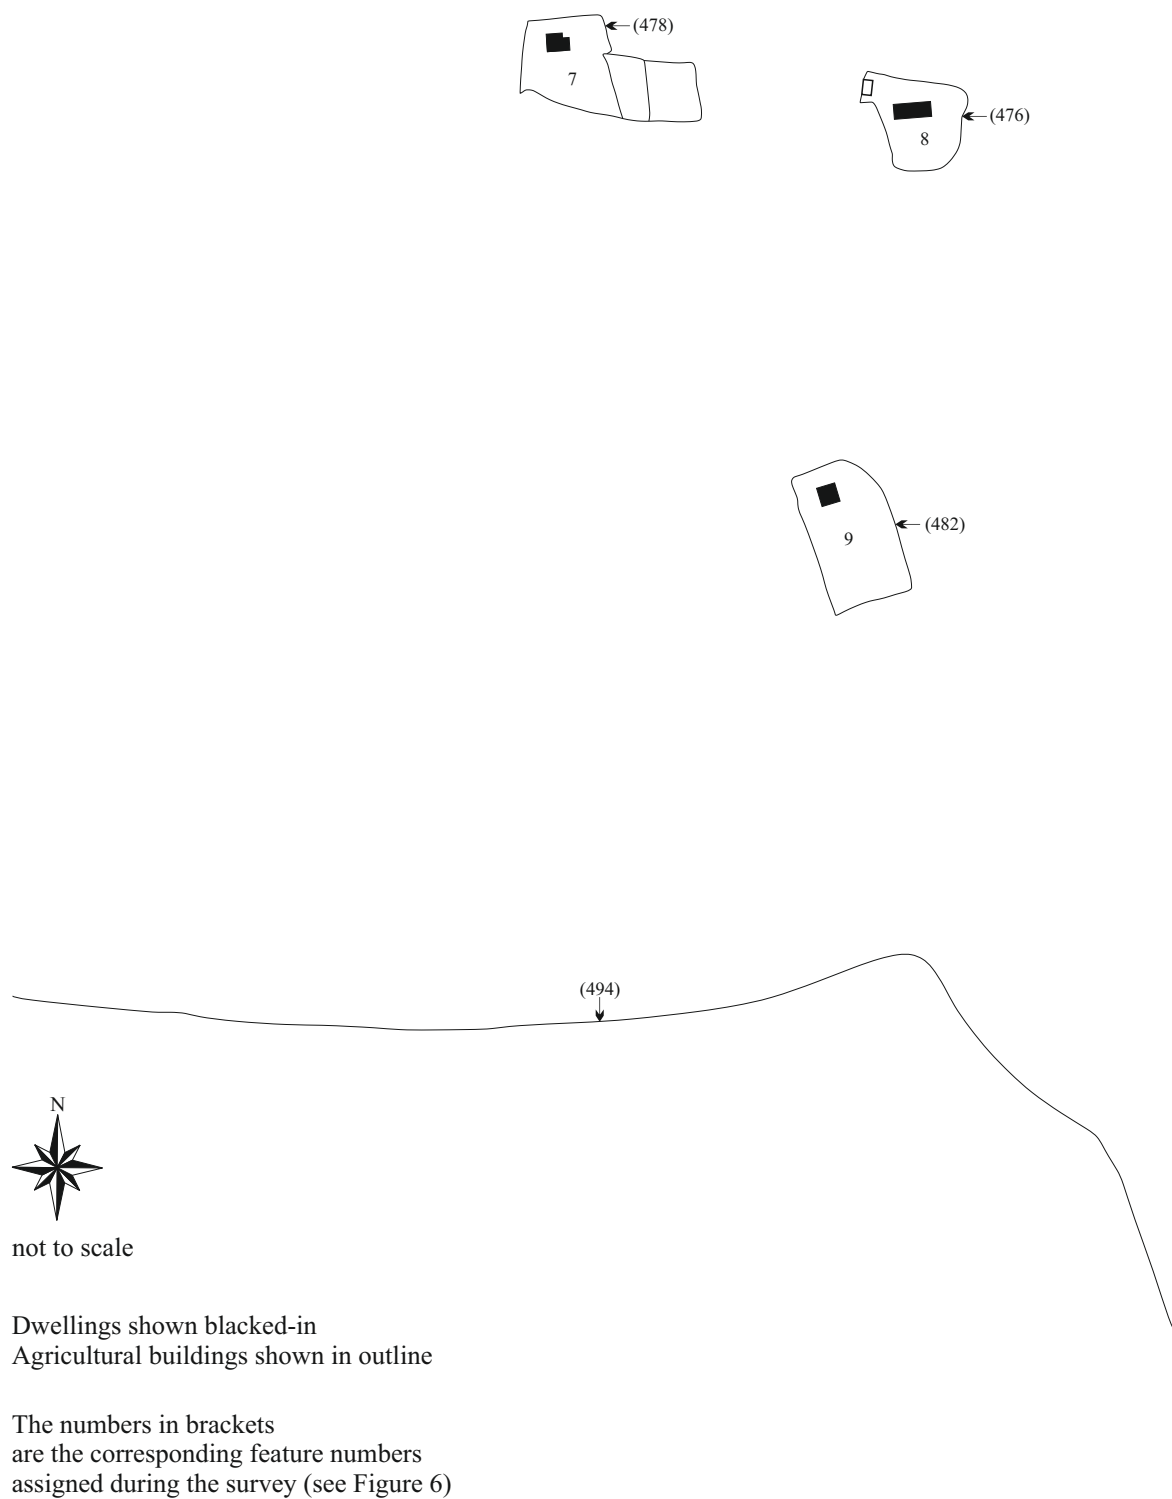 (478)
7
(476)
8
(482)
9
(494)
N
not to scale
Dwellings shown blacked-in
Agricultural buildings shown in outline
The numbers in brackets
are the corresponding feature numbers
assigned during the survey (see Figure 6)